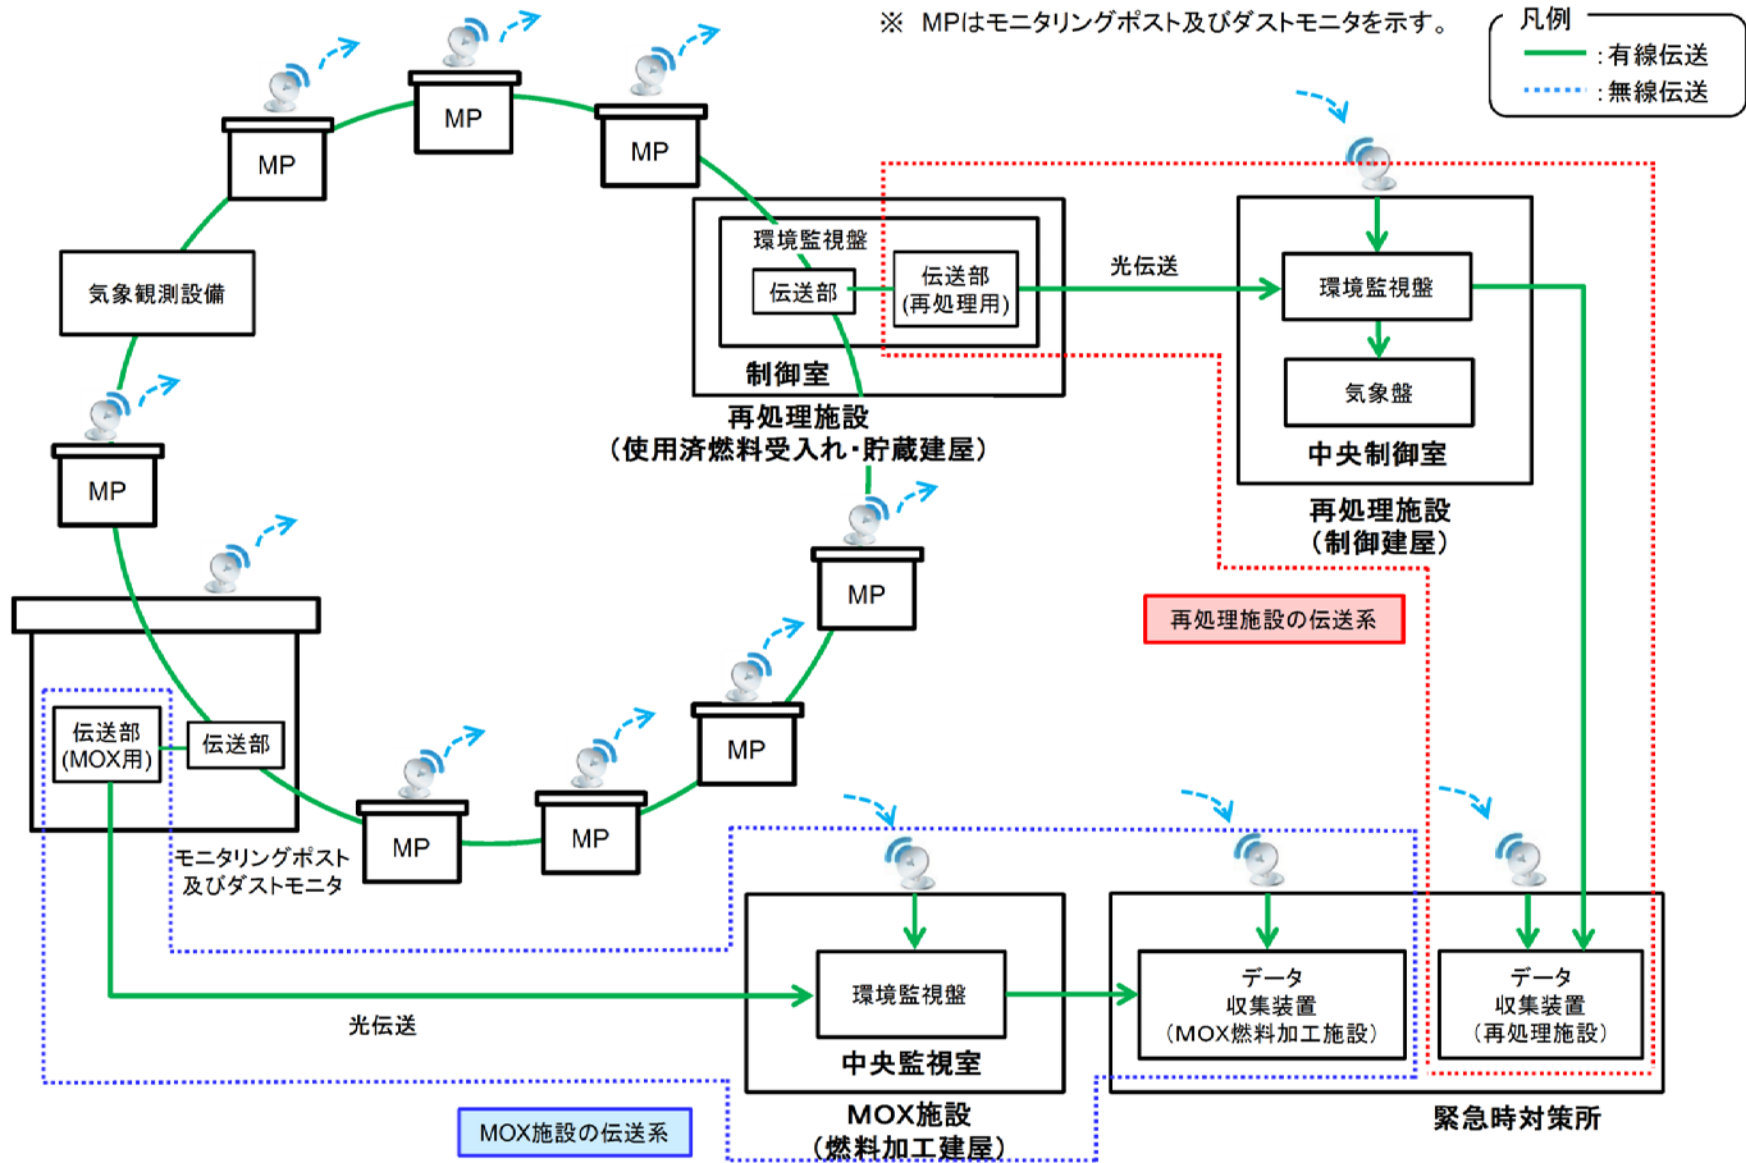 ※ MPはモニタリングポスト及びダストモニタを示す。
凡例
：有線伝送
：無線伝送
MP
MP
MP
気象観測設備
MP
環境監視盤
伝送部
伝送部
(再処理用)
制御室
再処理施設
（使用済燃料受入れ・貯蔵建屋）
光伝送
環境監視盤
気象盤
中央制御室
再処理施設
（制御建屋）
再処理施設の伝送系
MP
MP
MP
MP
伝送部
(MOX用)
伝送部
モニタリングポスト
及びダストモニタ
光伝送
環境監視盤
中央監視室
MOX施設
（燃料加工建屋）
MOX施設の伝送系
データ
収集装置
（MOX燃料加工施設）
データ
収集装置
（再処理施設）
緊急時対策所